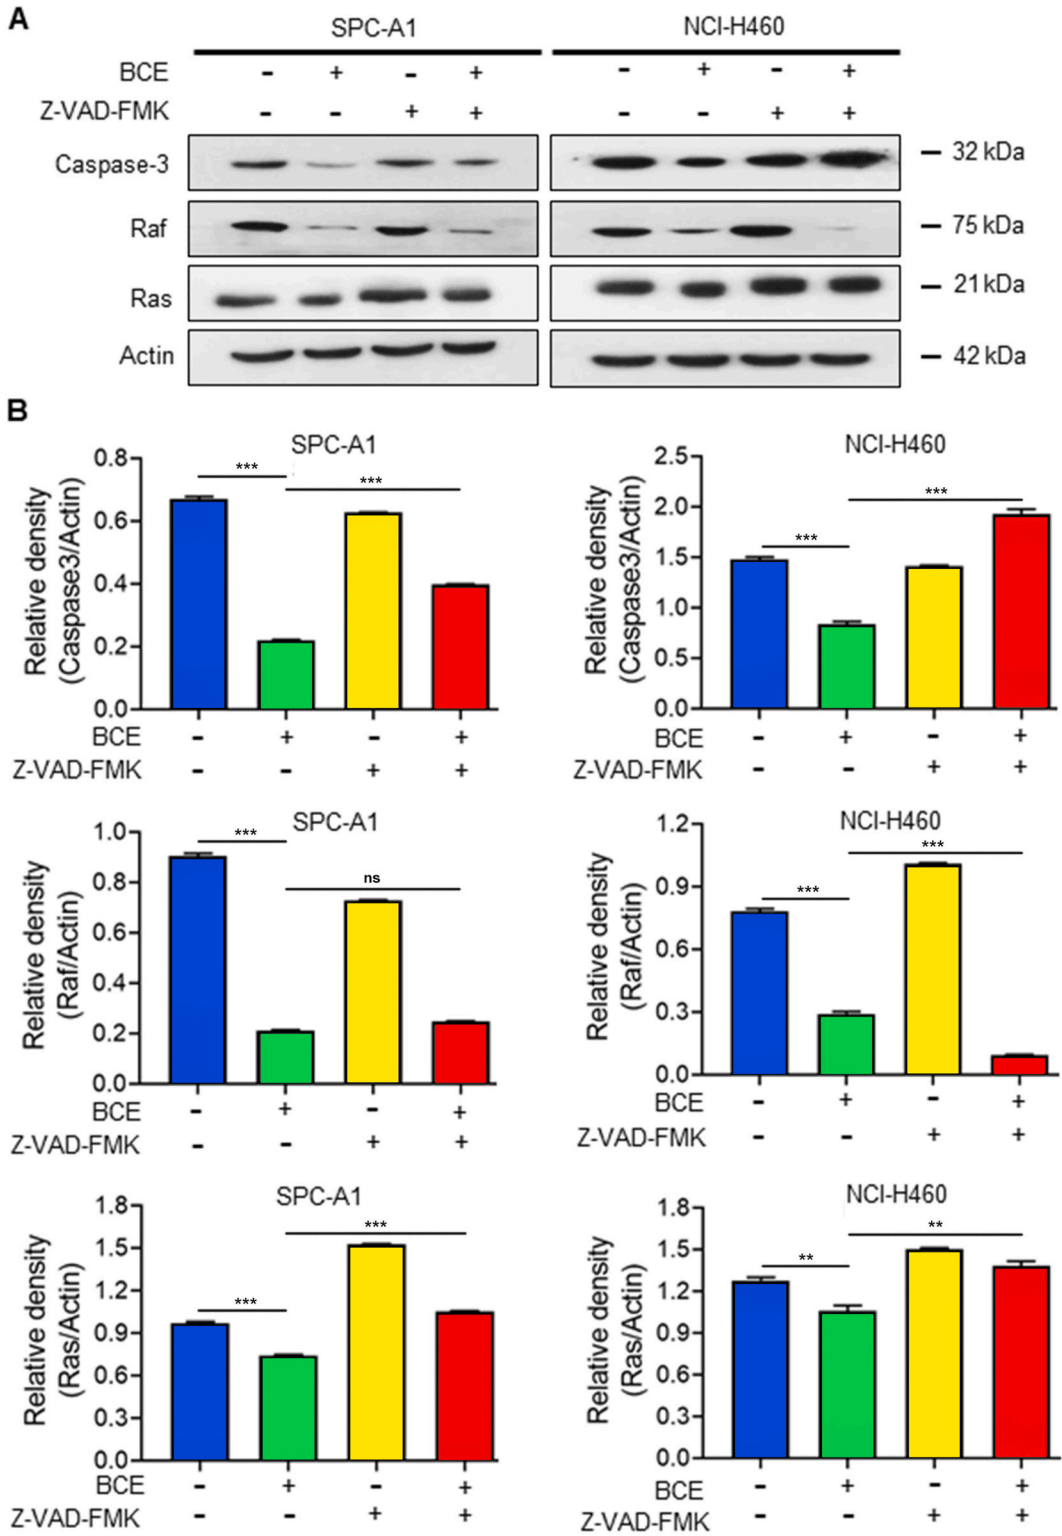 A
SPC-A1 NCI-H460
BCE - + - + - + - +
Z-VAD-FMK - - + + - - + +
Caspase-3 32 kDa
Raf 75 kDa
Ras 21 kDa
Actin 42 kDa
B
SPC-A1
Relative density
(Caspase3/Actin)
0.8
0.6
0.4
0.2
0.0
***
***
BCE - + - +
Z-VAD-FMK - - + +
NCI-H460
Relative density
(Caspase3/Actin)
2.5
2.0
1.5
1.0
0.5
0.0
***
***
BCE - + - +
Z-VAD-FMK - - + +
SPC-A1
Relative density
(Raf/Actin)
1.0
0.8
0.6
0.4
0.2
0.0
***
ns
BCE - + - +
Z-VAD-FMK - - + +
NCI-H460
Relative density
(Raf/Actin)
1.2
0.9
0.6
0.3
0.0
***
***
BCE - + - +
Z-VAD-FMK - - + +
SPC-A1
Relative density
(Ras/Actin)
1.8
1.5
1.2
0.9
0.6
0.3
0.0
***
***
BCE - + - +
Z-VAD-FMK - - + +
NCI-H460
Relative density
(Ras/Actin)
1.8
1.5
1.2
0.9
0.6
0.3
0.0
**
**
BCE - + - +
Z-VAD-FMK - - + +